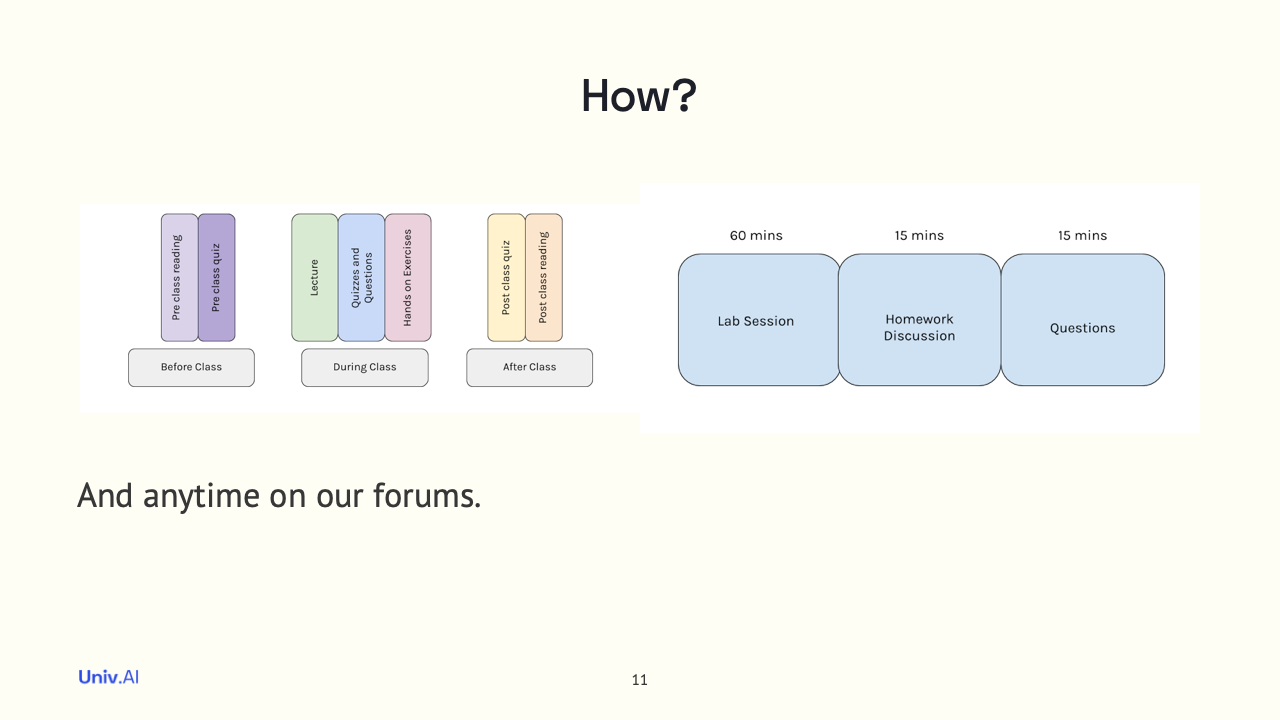 How?
Pre class reading
Pre class quiz
Before Class
Lecture
Quizzes and
Questions
Hands on Exercises
During Class
Post class quiz
Post class reading
After Class
60 mins
Lab Session
15 mins
Homework
Discussion
15 mins
Questions
And anytime on our forums.
Univ.AI
11